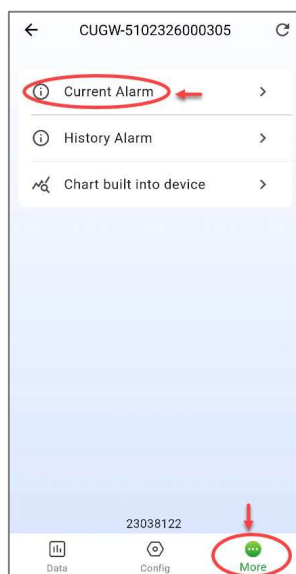 CUGW-5102326000305
Current Alarm
History Alarm
Chart built into device
23038122
Data Config More